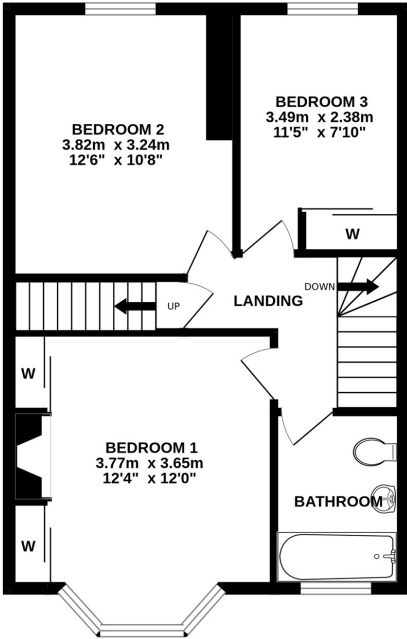 BEDROOM 2
3.82m x 3.24m
12'6" x 10'8"
BEDROOM 3
3.49m x 2.38m
11'5" x 7'10"
W
DOWN
UP
LANDING
W
BEDROOM 1
3.77m x 3.65m
12'4" x 12'0"
BATHROOM
W